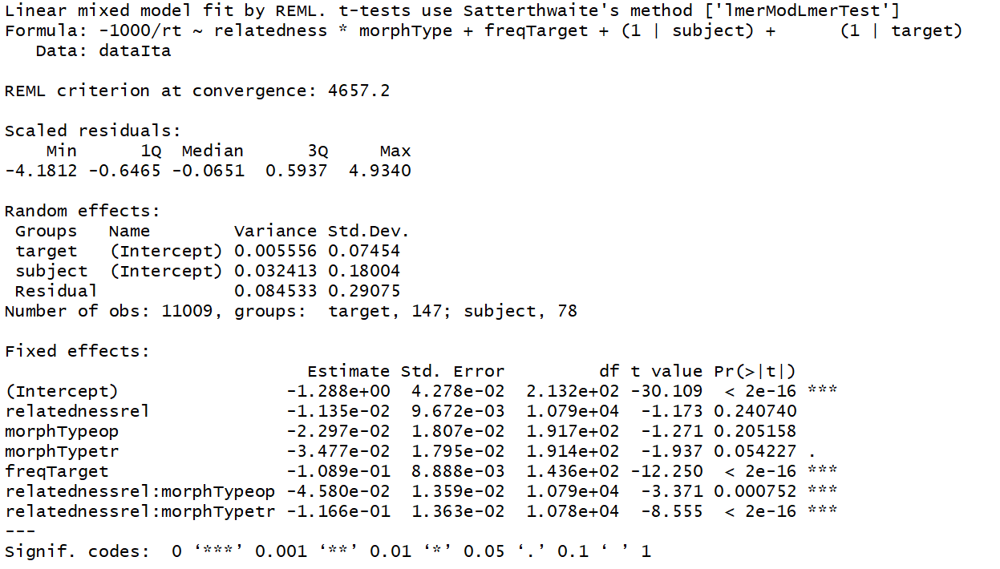 Linear mixed model fit by REML. t-tests use Satterthwaite's method ['lmerModLmerTest']
Formula: -1000/rt ~ relatedness * morphType + freqTarget + (1 | subject) +      (1 | target)
   Data: dataIta

REML criterion at convergence: 4657.2

Scaled residuals:
    Min      1Q  Median      3Q     Max
-4.1812 -0.6465 -0.0651  0.5937  4.9340

Random effects:
 Groups   Name        Variance Std.Dev.
 target   (Intercept) 0.005556 0.07454
 subject  (Intercept) 0.032413 0.18004
 Residual             0.084533 0.29075
Number of obs: 11009, groups:  target, 147; subject, 78

Fixed effects:
                             Estimate Std. Error         df t value Pr(>|t|)
(Intercept)                -1.288e+00  4.278e-02  2.132e+02 -30.109  < 2e-16 ***
relatednessrel             -1.135e-02  9.672e-03  1.079e+04  -1.173 0.240740
morphTypeop                -2.297e-02  1.807e-02  1.917e+02  -1.271 0.205158
morphTypetr                -3.477e-02  1.795e-02  1.914e+02  -1.937 0.054227 .
freqTarget                 -1.089e-01  8.888e-03  1.436e+02 -12.250  < 2e-16 ***
relatednessrel:morphTypeop -4.580e-02  1.359e-02  1.079e+04  -3.371 0.000752 ***
relatednessrel:morphTypetr -1.166e-01  1.363e-02  1.078e+04  -8.555  < 2e-16 ***
---
Signif. codes:  0 ‘***’ 0.001 ‘**’ 0.01 ‘*’ 0.05 ‘.’ 0.1 ‘ ’ 1